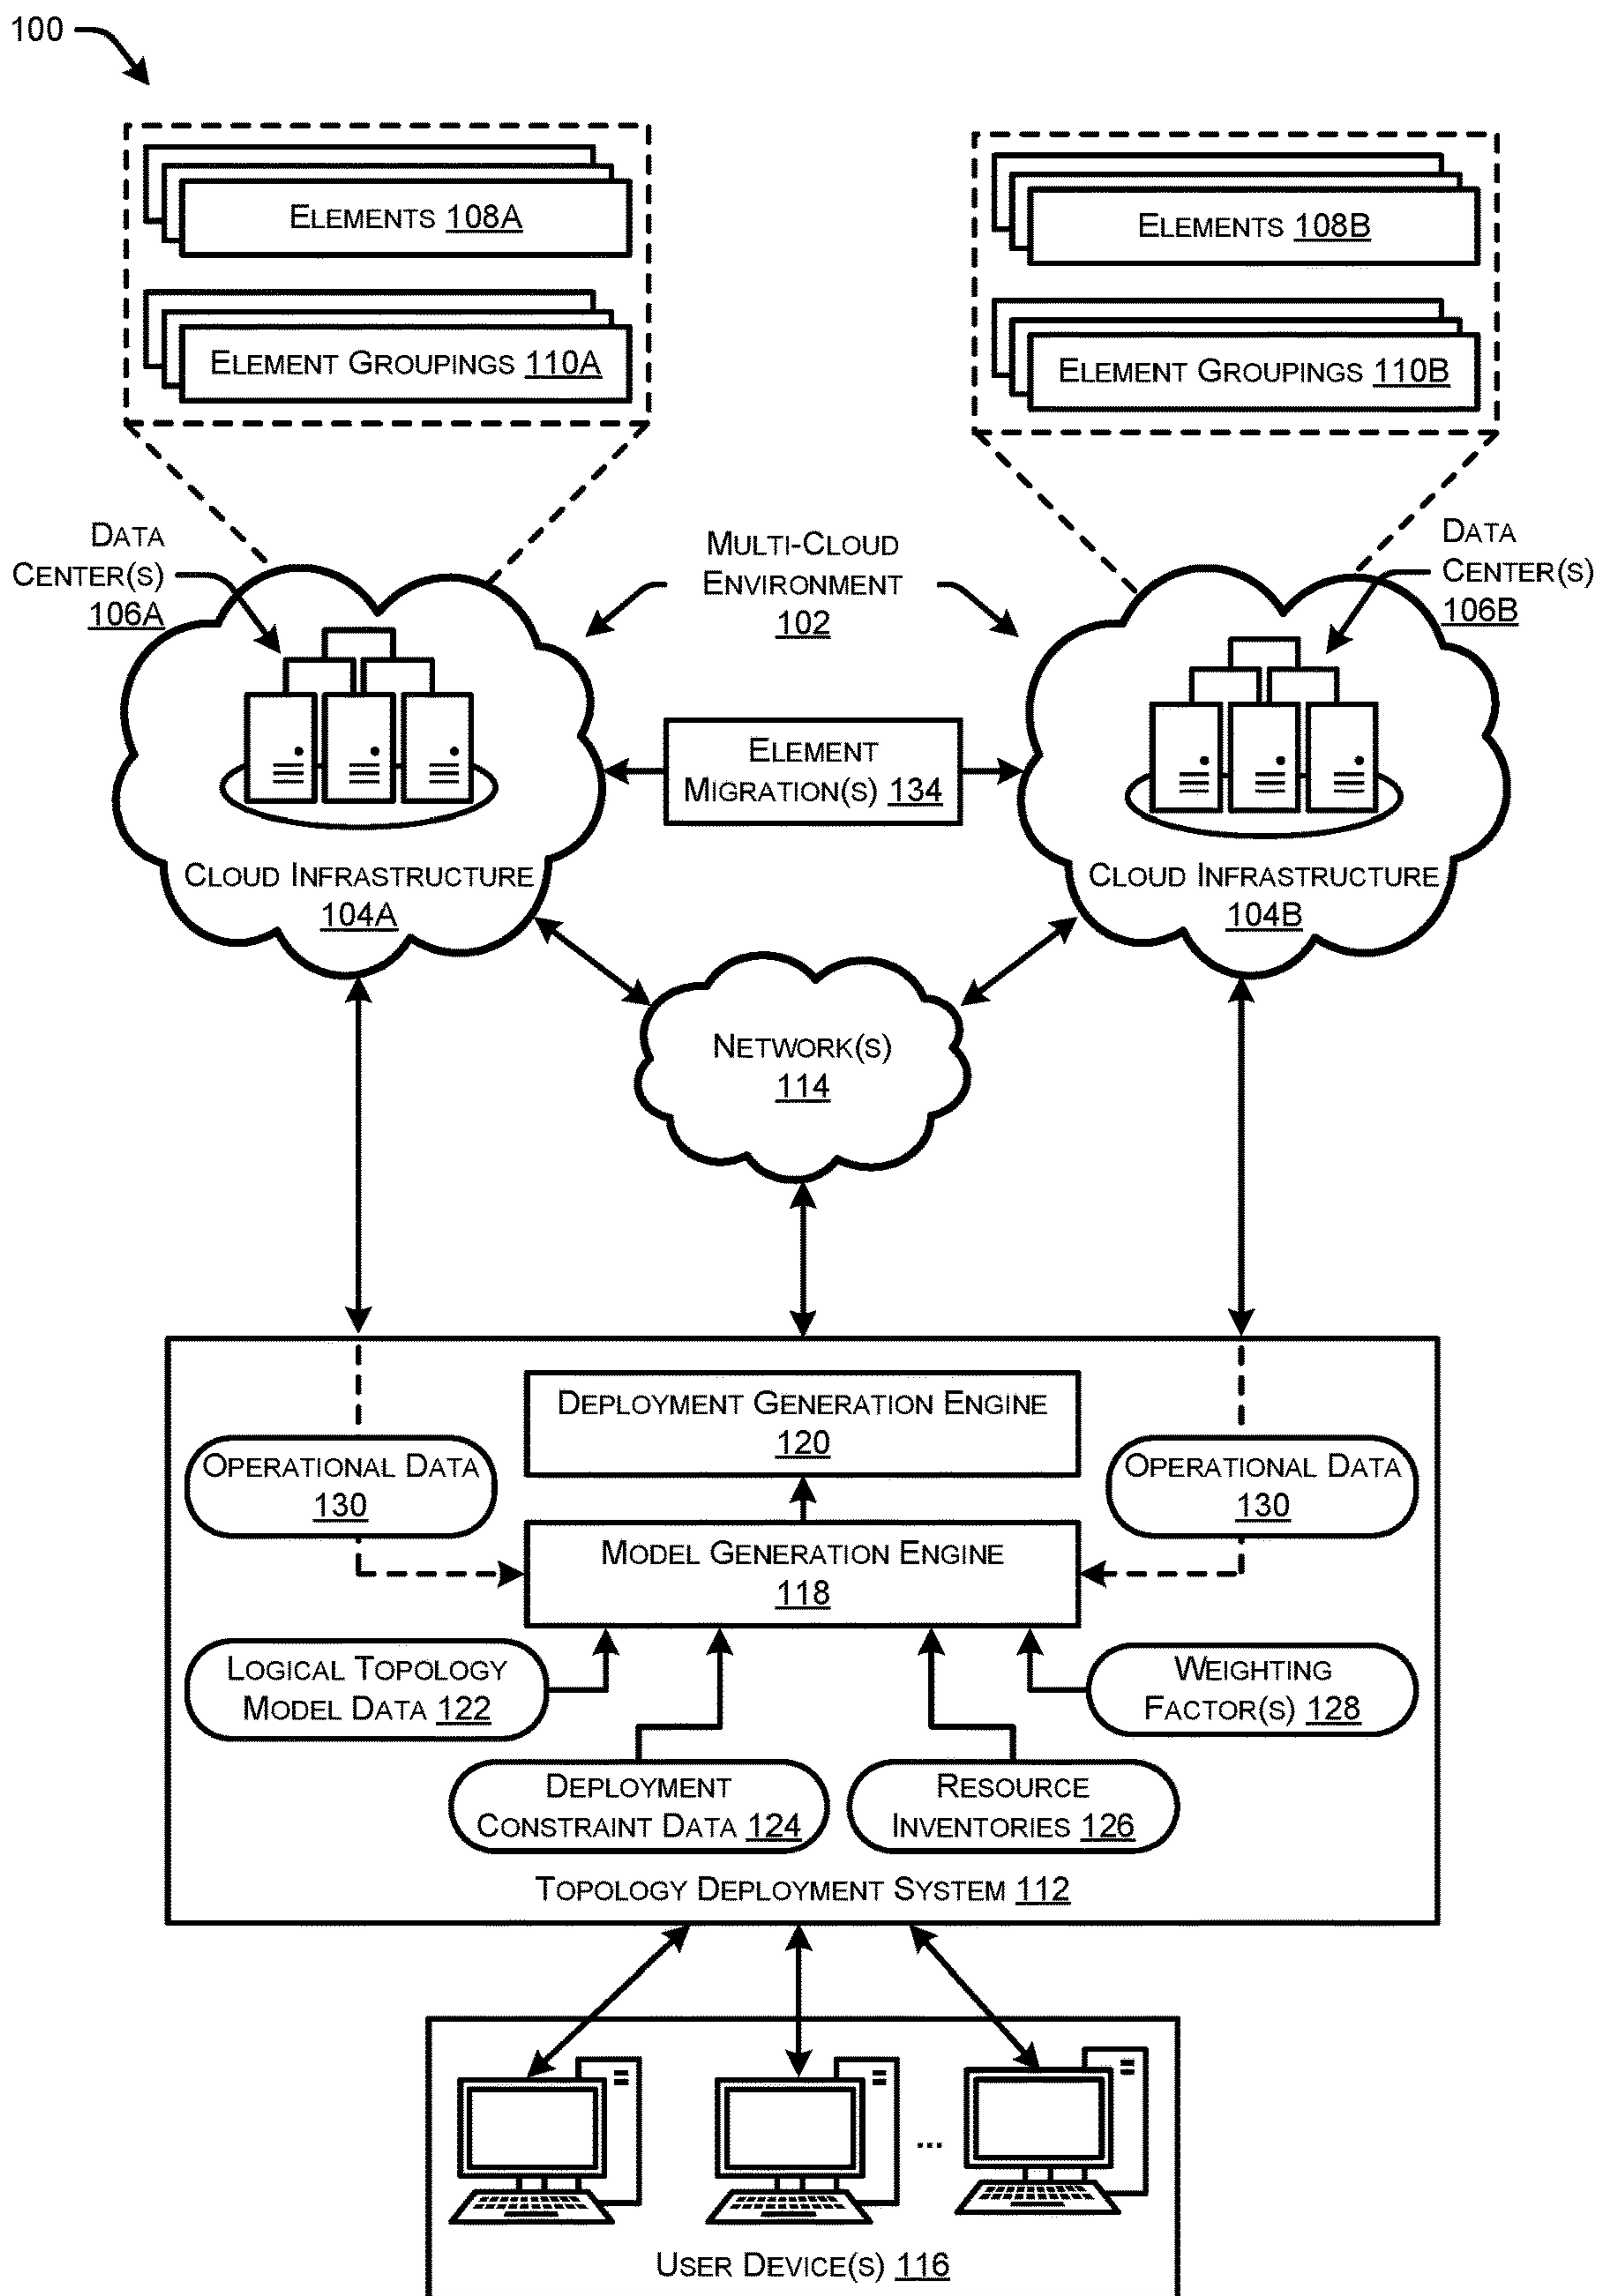 100
ELEMENTS 108A
ELEMENT GROUPINGS 110A
ELEMENTS 108B
ELEMENT GROUPINGS 110B
DATA
CENTER(S)
106A
MULTI-CLOUD
ENVIRONMENT
102
DATA
CENTER(S)
106B
ELEMENT
MIGRATION(S) 134
CLOUD INFRASTRUCTURE
104A
CLOUD INFRASTRUCTURE
104B
NETWORK(S)
114
DEPLOYMENT GENERATION ENGINE
120
OPERATIONAL DATA
130
OPERATIONAL DATA
130
MODEL GENERATION ENGINE
118
LOGICAL TOPOLOGY
MODEL DATA 122
WEIGHTING
FACTOR(S) 128
DEPLOYMENT
CONSTRAINT DATA 124
RESOURCE
INVENTORIES 126
TOPOLOGY DEPLOYMENT SYSTEM 112
...
USER DEVICE(S) 116